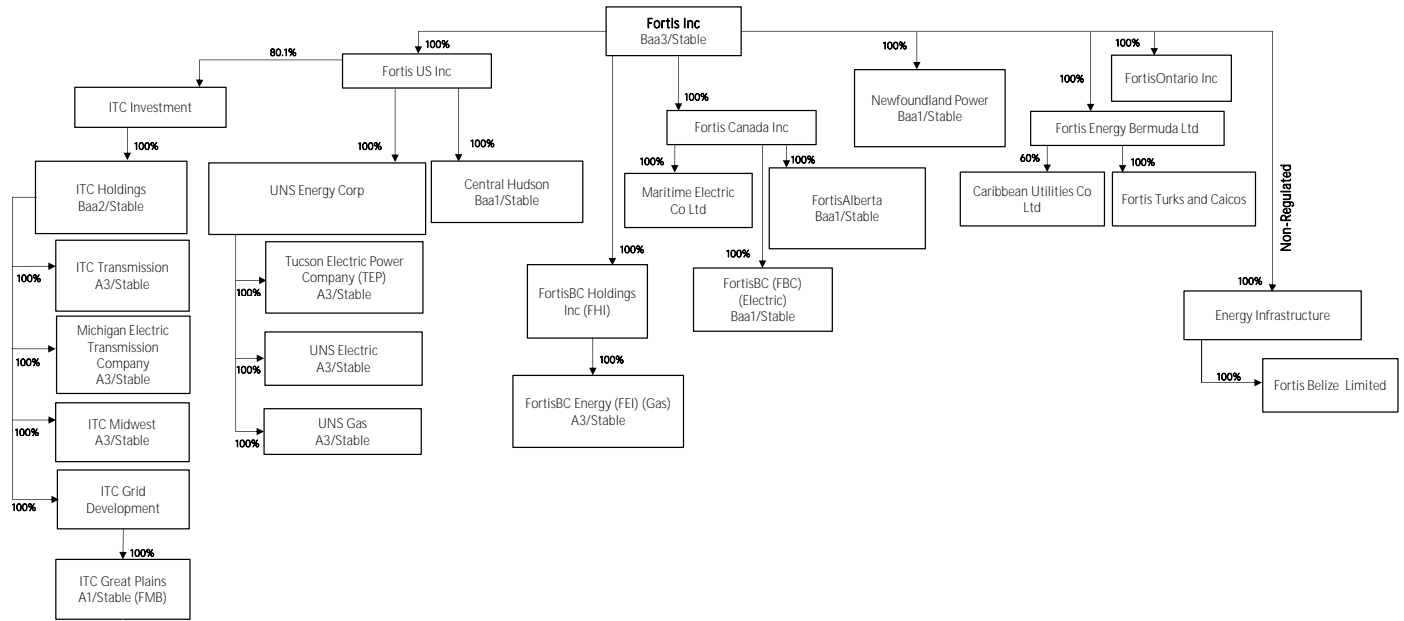 Fortis Inc
Baa3/Stable
100%
80.1%
Fortis US Inc
ITC Investment
100%
ITC Holdings
Baa2/Stable
100%
ITC Transmission
A3/Stable
100%
Michigan Electric
Transmission
Company
A3/Stable
100%
ITC Midwest
A3/Stable
100%
ITC Grid
Development
100%
ITC Great Plains
A1/Stable (FMB)
100%
UNS Energy Corp
100%
Central Hudson
Baa1/Stable
100%
Tucson Electric Power
Company (TEP)
A3/Stable
100%
UNS Electric
A3/Stable
100%
UNS Gas
A3/Stable
100%
FortisBC Holdings
Inc (FHI)
100%
FortisBC Energy (FEI) (Gas)
A3/Stable
100%
Fortis Canada Inc
100%
Maritime Electric
Co Ltd
100%
FortisAlberta
Baa1/Stable
100%
FortisBC (FBC)
(Electric)
Baa1/Stable
100%
Newfoundland Power
Baa1/Stable
100%
Fortis Energy Bermuda Ltd
60%
Caribbean Utilities Co
Ltd
100%
Fortis Turks and Caicos
100%
FortisOntario Inc
Non-Regulated
100%
Energy Infrastructure
100%
Fortis Belize  Limited